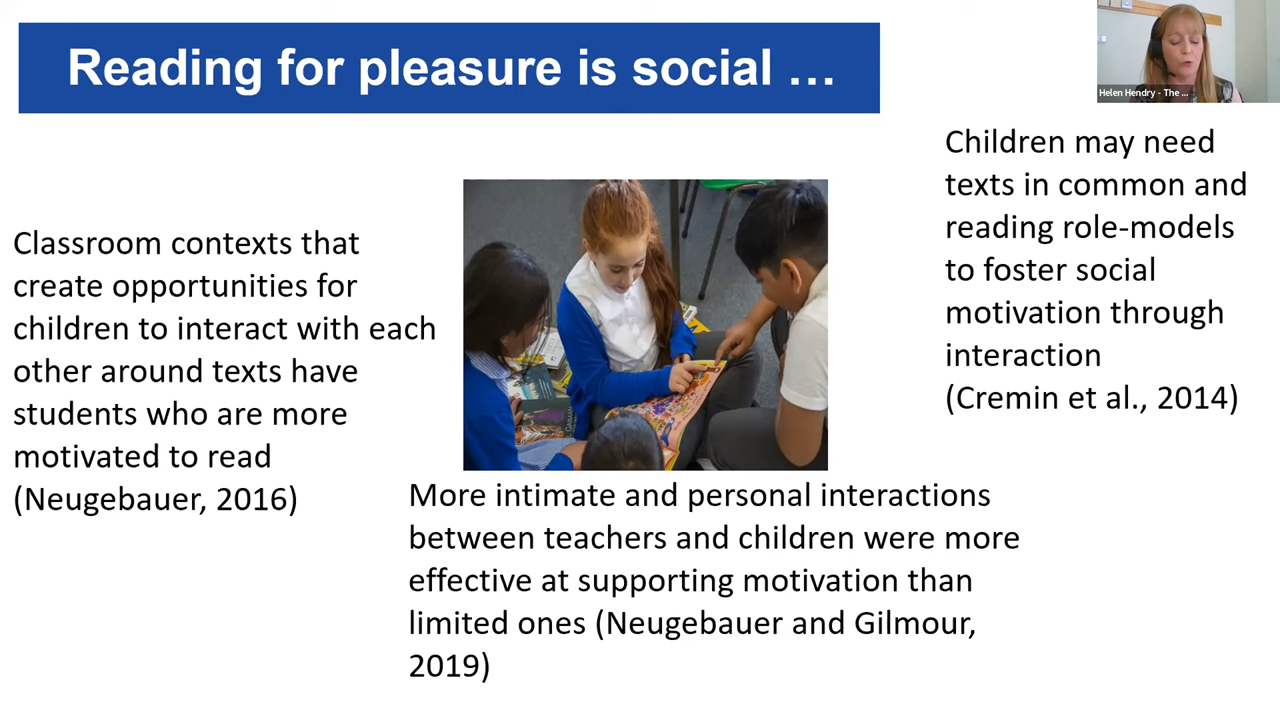 Reading for pleasure is social …
Helen Hendry - The ...
Classroom contexts that
create opportunities for
children to interact with each
other around texts have
students who are more
motivated to read
(Neugebauer, 2016)
Children may need
texts in common and
reading role-models
to foster social
motivation through
interaction
(Cremin et al., 2014)
More intimate and personal interactions
between teachers and children were more
effective at supporting motivation than
limited ones (Neugebauer and Gilmour,
2019)